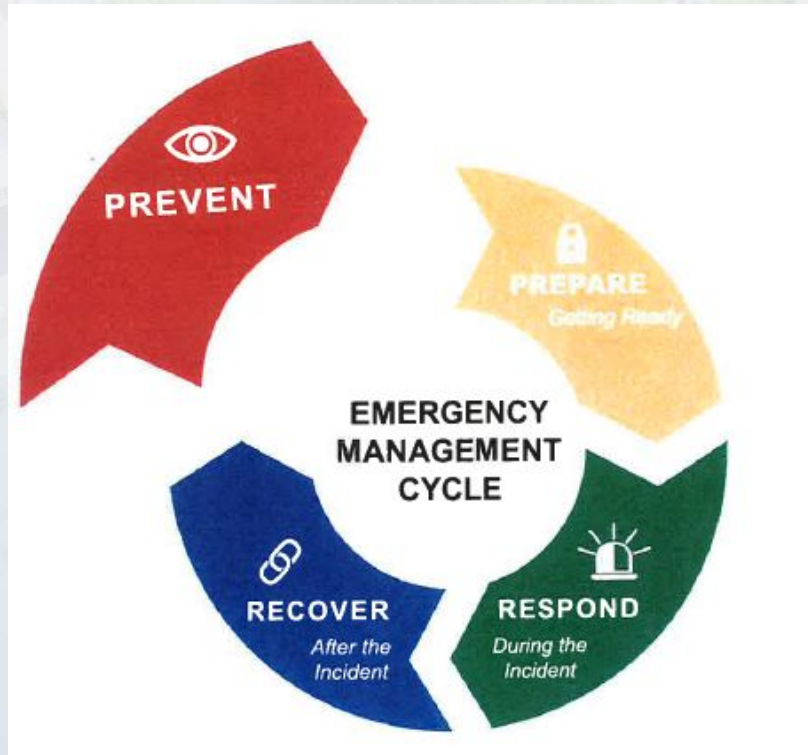 PREVENT
PREPARE
Getting Ready
EMERGENCY
MANAGEMENT
CYCLE
RESPOND
During the
Incident
RECOVER
After the
Incident